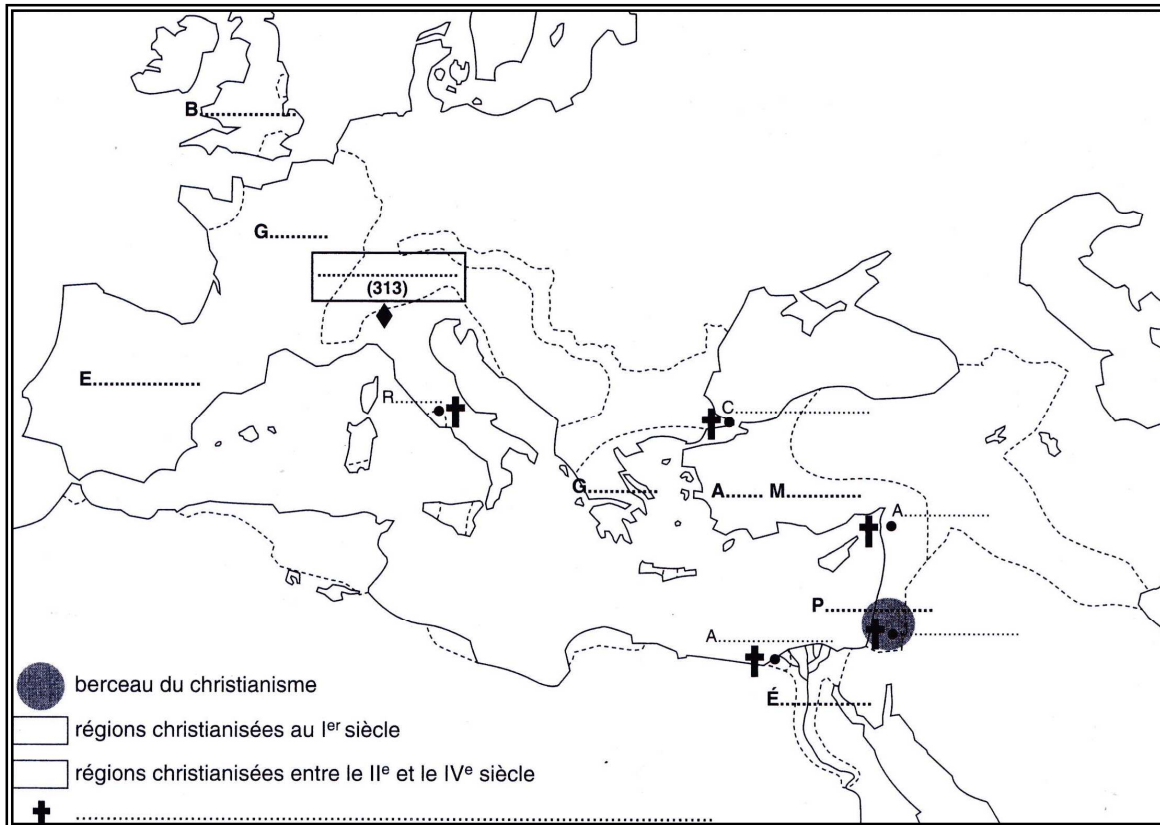 B....................
G............
..............................
(313)
E........................
R............
C..............................
G...............
A....... M...................
A....................
P........................
........................
A........................
É....................
berceau du christianisme
régions christianisées au Ier siècle
régions christianisées entre le IIe et le IVe siècle
....................................................................................................